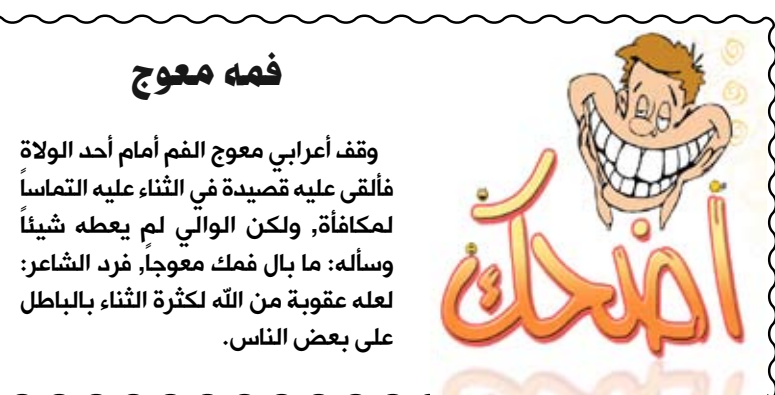 فمه معوج
وقف أعرابي معوج الفم أمام أحد الولاة
فألقى عليه قصيدة في الثناء عليه التماساً
لمكافأة, ولكن الوالي لم يعطه شيئاً
وسأله: ما بال فمك معوجاً, فرد الشاعر:
لعله عقوبة من الله لكثرة الثناء بالباطل
على بعض الناس.
أضحك